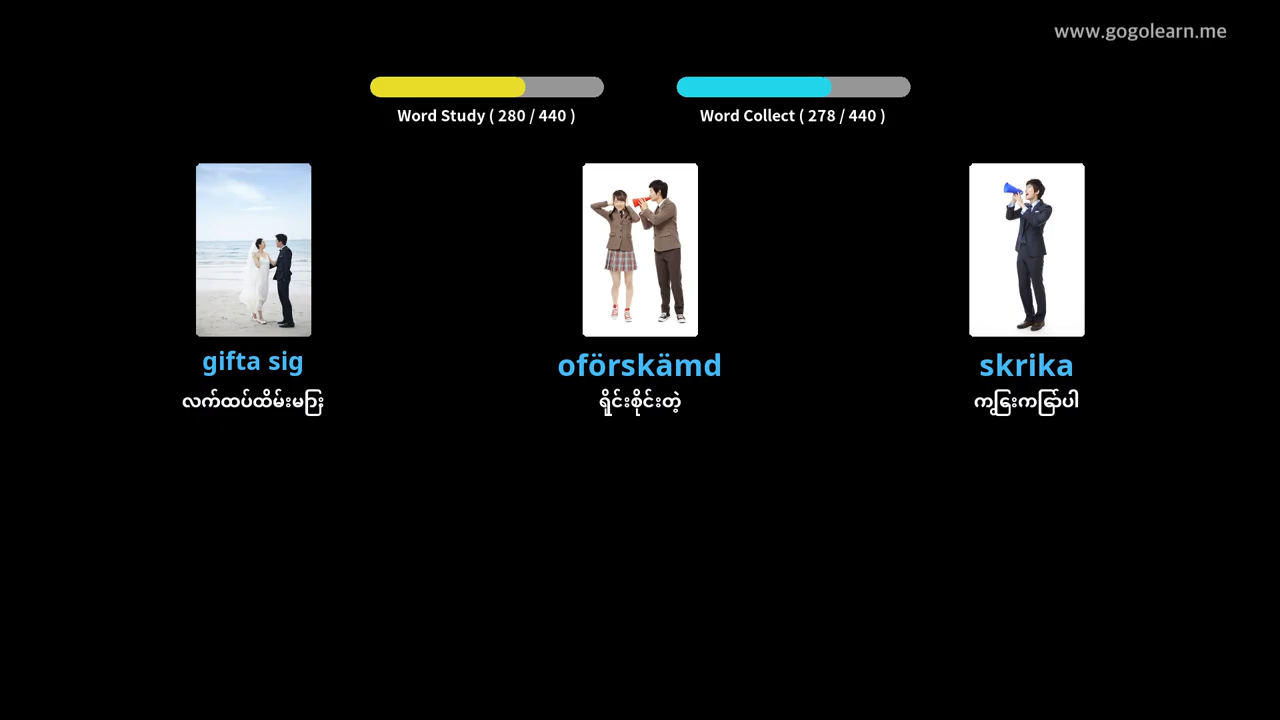 www.gogolearn.me
Word Study ( 280 / 440 )
Word Collect ( 278 / 440 )
gifta sig
oförskämd
skrika
လက်ထပ်ထိမ်းမြား
ရိုင်းစိုင်းတဲ့
ကြွေးကြော်ပါ